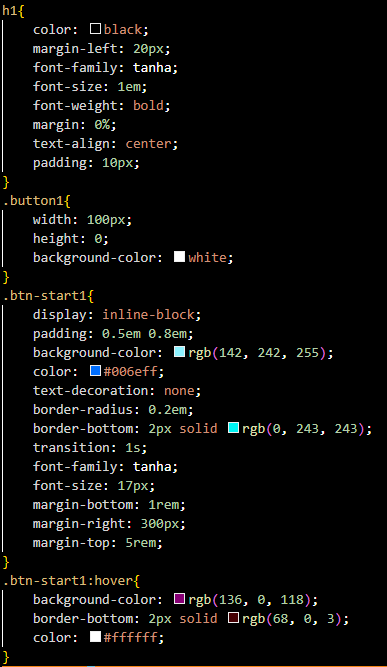 h1{
color: black;
margin-left: 20px;
font-family: tanha;
font-size: 1em;
font-weight: bold;
margin: 0%;
text-align: center;
padding: 10px;
}
.button1{
width: 100px;
height: 0;
background-color: white;
}
.btn-start1{
display: inline-block;
padding: 0.5em 0.8em;
background-color: rgb(142, 242, 255);
color: #006eff;
text-decoration: none;
border-radius: 0.2em;
border-bottom: 2px solid rgb(0, 243, 243);
transition: 1s;
font-family: tanha;
font-size: 17px;
margin-bottom: 1rem;
margin-right: 300px;
margin-top: 5rem;
}
.btn-start1:hover{
background-color: rgb(136, 0, 118);
border-bottom: 2px solid rgb(68, 0, 3);
color: #ffffff;
}